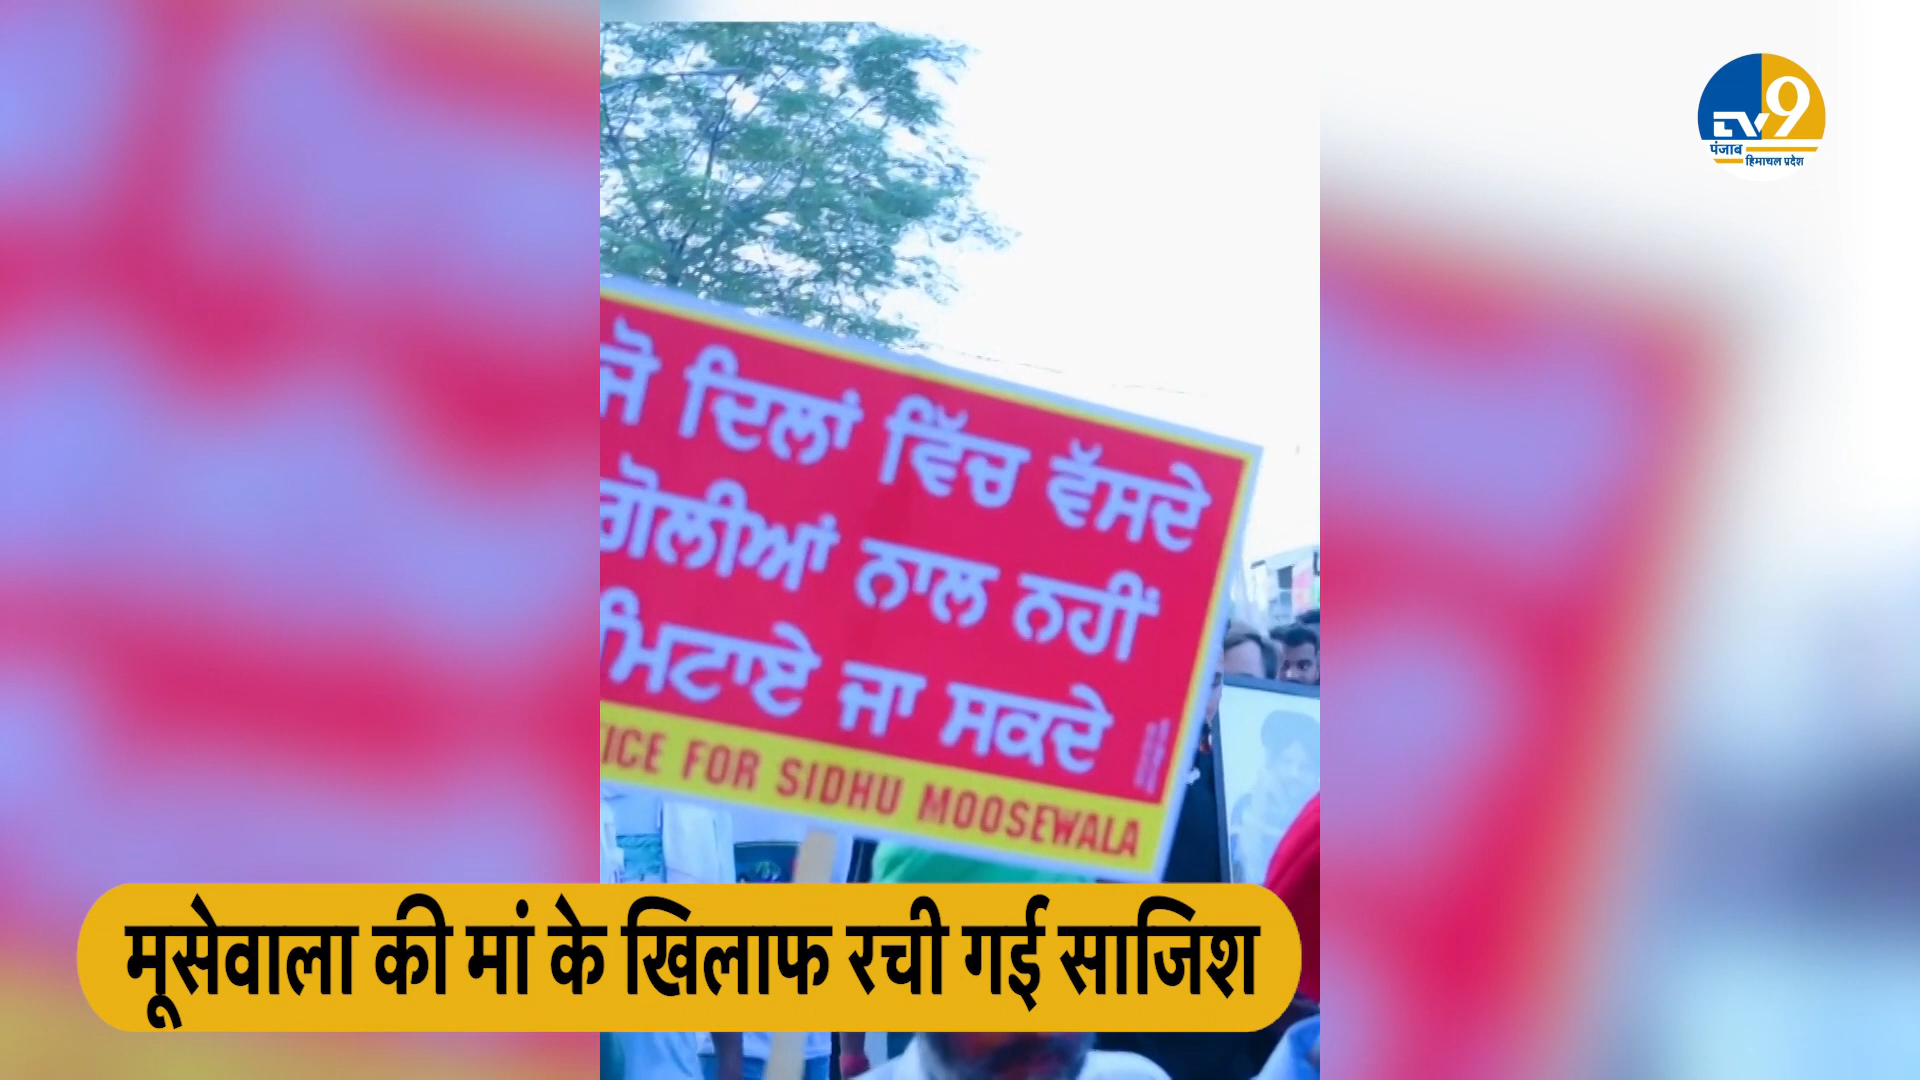 TV9
पंजाब
हिमाचल प्रदेश
ਜੋ ਦਿਲਾਂ ਵਿੱਚ ਵੱਸਦੇ
ਗੋਲੀਆਂ ਨਾਲ ਨਹੀਂ
ਮਿਟਾਏ ਜਾ ਸਕਦੇ
ICE FOR SIDHU MOOSEWALA
मूसेवाला की मां के खिलाफ रची गई साजिश